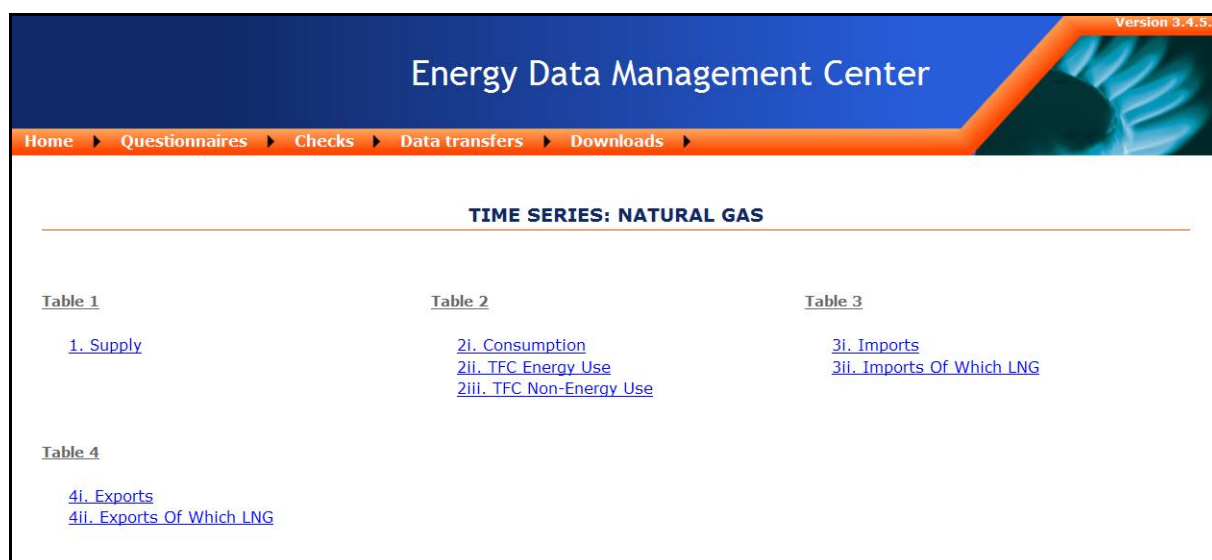 Version 3.4.5.
Energy Data Management Center
Home Questionnaires Checks Data transfers Downloads
TIME SERIES: NATURAL GAS
Table 1 Table 2 Table 3
1. Supply 2i. Consumption 3i. Imports
2ii. TFC Energy Use 3ii. Imports Of Which LNG
2iii. TFC Non-Energy Use
Table 4
4i. Exports
4ii. Exports Of Which LNG